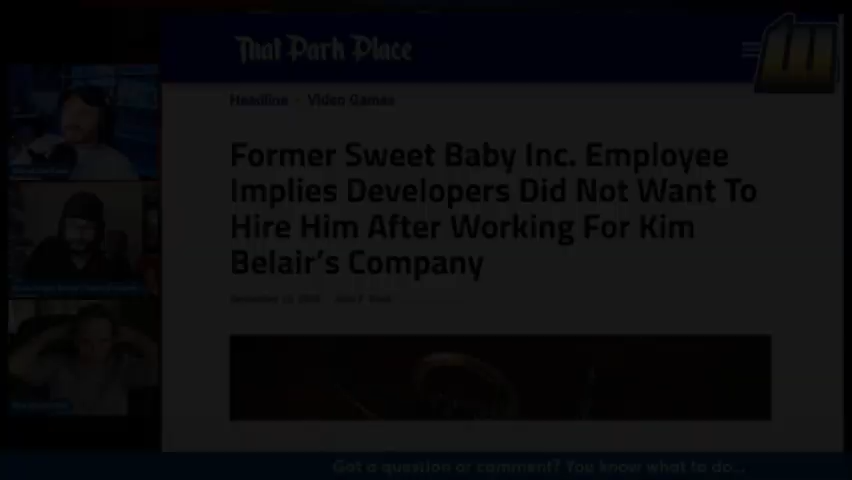 That Park Place
Headline - Video Games
Former Sweet Baby Inc. Employee
Implies Developers Did Not Want To
Hire Him After Working For Kim
Belair's Company
Got a question or comment? You know what to do...